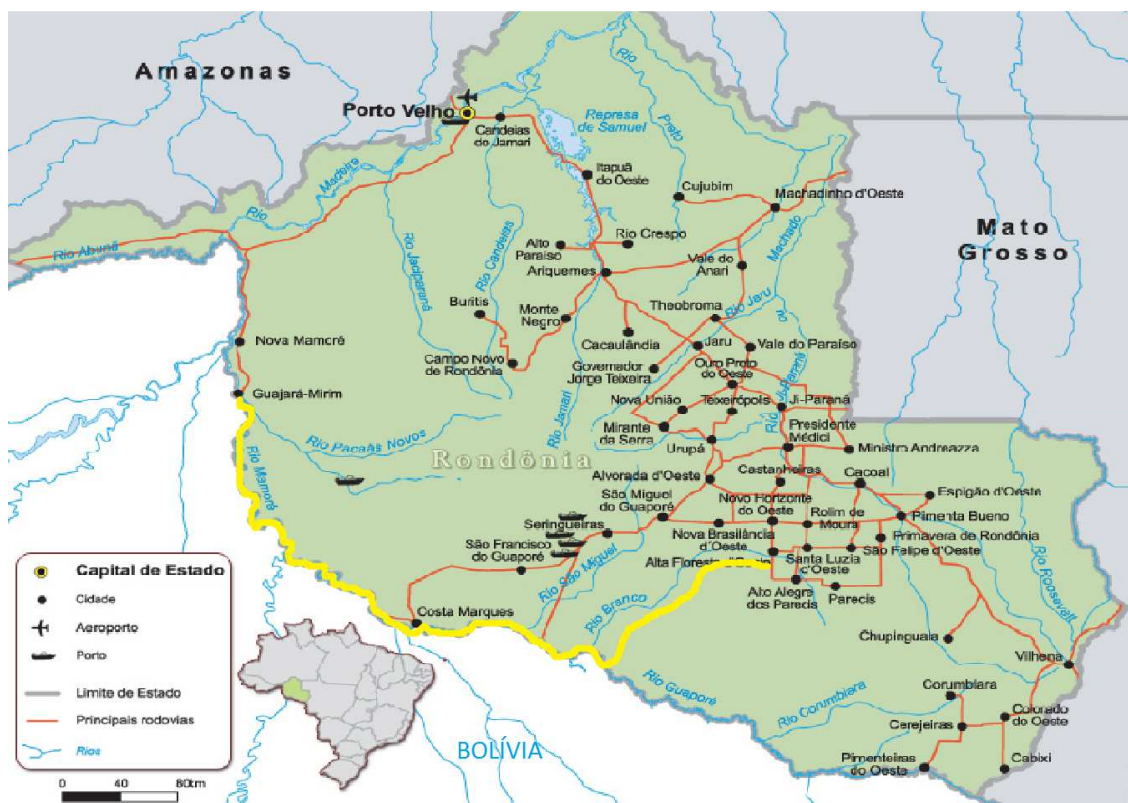 Amazonas
Porto Velho
Candeias
do Jamari
Represa
de Samuel
Rio
Preto
Itapuã
do Oeste
Cujubim
Machadinho d'Oeste
Mato
Grosso
Rio
Madeira
Rio Abunã
Rio Jaciparaná
Rio Candeias
Alto
Paraíso
Rio Crespo
Ariquemes
Vale do
Anari
Machado
Buritis
Monte
Negro
Theobroma
Rio Jaru
Nova Mamoré
Cacaulândia
Jaru
Vale do Paraíso
Campo Novo
de Rondônia
Governador
Jorge Teixeira
Ouro Preto
do Oeste
Guajará-Mirim
Nova União
Teixeirópols
Rio
Ji-Paraná
Ji-Paraná
Rio Jamari
Mirante
da Serra
Urupá
Presidente
Médici
Ministro Andreazza
Rio Pacaás Novos
Rondônia
Rio Mamoré
Alvorada d'Oeste
Castanheiras
Cacoal
Espigão d'Oeste
São Miguel
do Guaporé
Novo Horizonte
do Oeste
Rolim de
Moura
Pimenta Bueno
Seringueiras
Nova Brasilândia
d'Oeste
Primavera de Rondônia
São Francisco
do Guaporé
Rio São Miguel
Alta Floresta
Santa Luzia
d'Oeste
São Felipe d'Oeste
Rio Branco
Alto Alegre
dos Parecis
Parecis
Rio Roosevalt
Costa Marques
Chupinguaia
Vilhena
Rio Guaporé
Rio Corumbiara
Corumbiara
Cerejeiras
Colorado
do Oeste
Pimenteiras
do Oeste
Cabixi
BOLÍVIA
Capital de Estado
Cidade
Aeroporto
Porto
Limite de Estado
Principais rodovias
Rios
0 40 80km